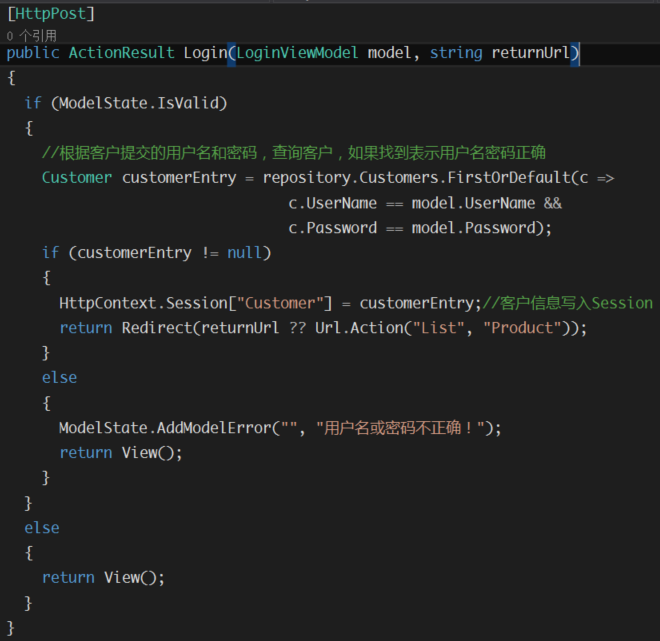 [HttpPost]
0 个引用
public ActionResult Login(LoginViewModel model, string returnUrl)
{
if (ModelState.IsValid)
{
//根据客户提交的用户名和密码，查询客户，如果找到表示用户名密码正确
Customer customerEntry = repository.Customers.FirstOrDefault(c =>
c.UserName == model.UserName &&
c.Password == model.Password);
if (customerEntry != null)
{
HttpContext.Session["Customer"] = customerEntry;//客户信息写入Session
return Redirect(returnUrl ?? Url.Action("List", "Product"));
}
else
{
ModelState.AddModelError("", "用户名或密码不正确！");
return View();
}
}
else
{
return View();
}
}